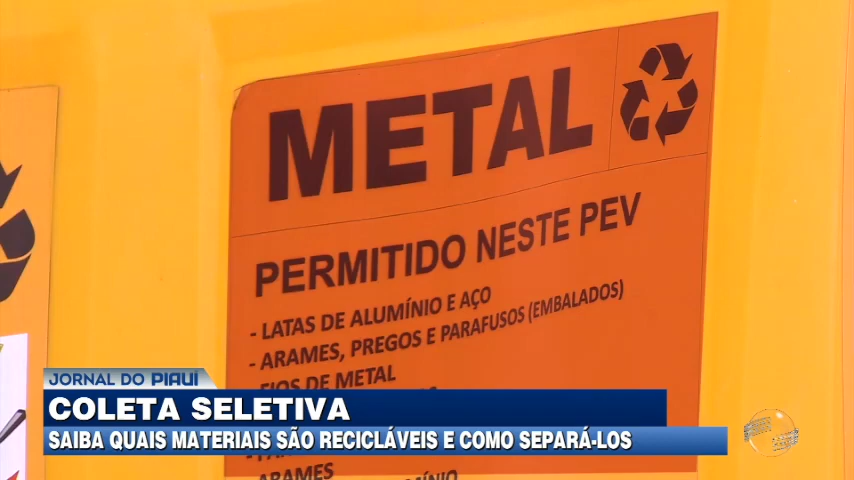 METAL
PERMITIDO NESTE PEV
- LATAS DE ALUMÍNIO E AÇO
- ARAMES, PREGOS E PARAFUSOS (EMBALADOS)
- FIOS DE METAL
ARAMES
JORNAL DO PIAUÍ
COLETA SELETIVA
SAIBA QUAIS MATERIAIS SÃO RECICLÁVEIS E COMO SEPARÁ-LOS